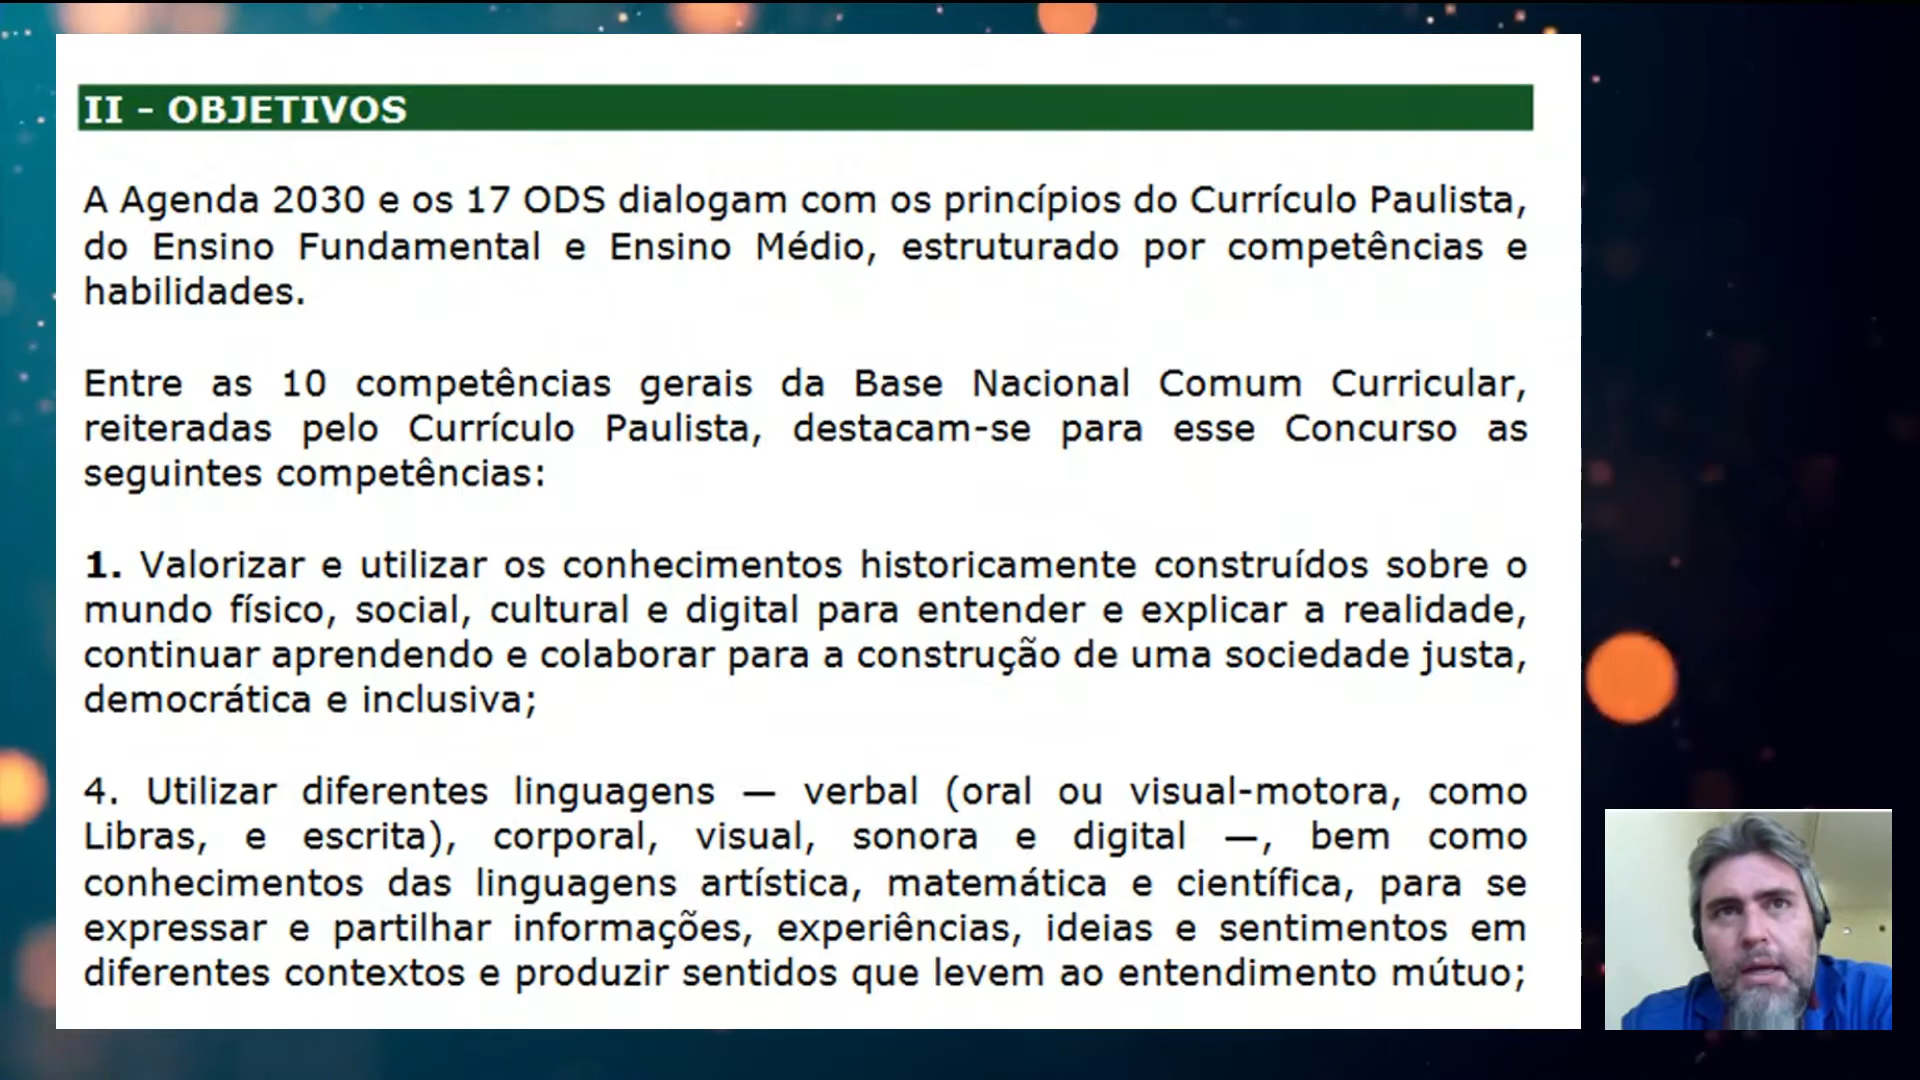 II - OBJETIVOS
A Agenda 2030 e os 17 ODS dialogam com os princípios do Currículo Paulista,
do Ensino Fundamental e Ensino Médio, estruturado por competências e
habilidades.
Entre as 10 competências gerais da Base Nacional Comum Curricular,
reiteradas pelo Currículo Paulista, destacam-se para esse Concurso as
seguintes competências:
1. Valorizar e utilizar os conhecimentos historicamente construídos sobre o
mundo físico, social, cultural e digital para entender e explicar a realidade,
continuar aprendendo e colaborar para a construção de uma sociedade justa,
democrática e inclusiva;
4. Utilizar diferentes linguagens — verbal (oral ou visual-motora, como
Libras, e escrita), corporal, visual, sonora e digital —, bem como
conhecimentos das linguagens artística, matemática e científica, para se
expressar e partilhar informações, experiências, ideias e sentimentos em
diferentes contextos e produzir sentidos que levem ao entendimento mútuo;